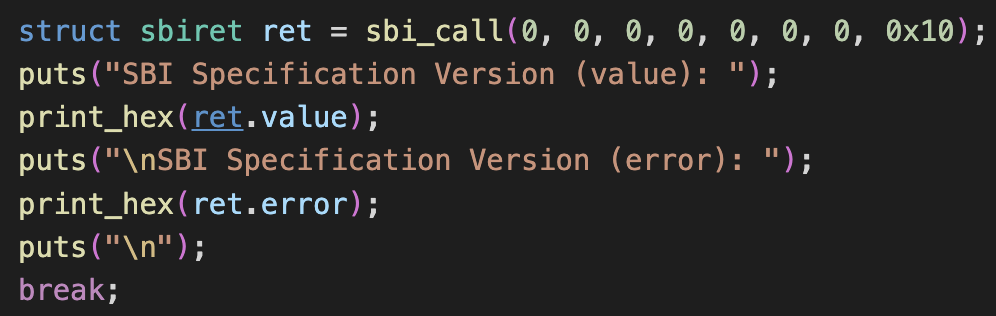 struct sbiret ret = sbi_call(0, 0, 0, 0, 0, 0, 0, 0x10);
puts("SBI Specification Version (value): ");
print_hex(ret.value);
puts("\nSBI Specification Version (error): ");
print_hex(ret.error);
puts("\n");
break;